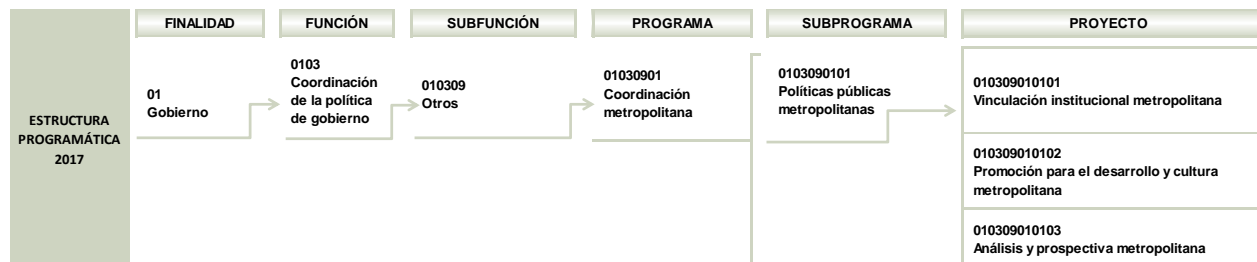 FINALIDAD
FUNCIÓN
SUBFUNCIÓN
PROGRAMA
SUBPROGRAMA
PROYECTO
ESTRUCTURA
PROGRAMÁTICA
2017
01
Gobierno
0103
Coordinación
de la política
de gobierno
010309
Otros
01030901
Coordinación
metropolitana
0103090101
Políticas públicas
metropolitanas
010309010101
Vinculación institucional metropolitana
010309010102
Promoción para el desarrollo y cultura
metropolitana
010309010103
Análisis y prospectiva metropolitana